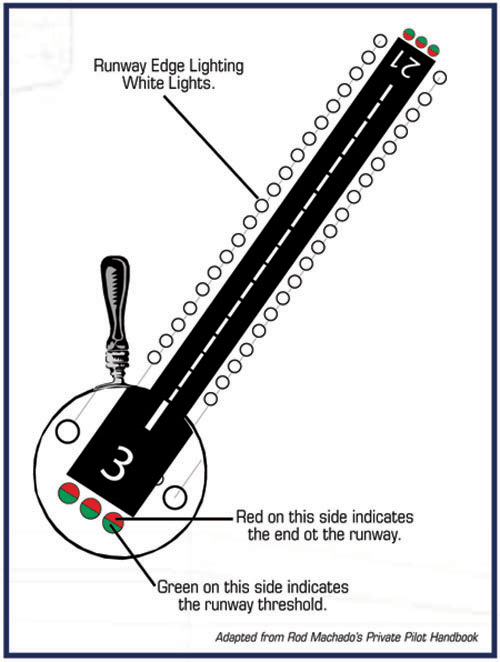 Runway Edge Lighting
White Lights.
21
3
Red on this side indicates
the end ot the runway.
Green on this side indicates
the runway threshold.
Adapted from Rod Machado's Private Pilot Handbook